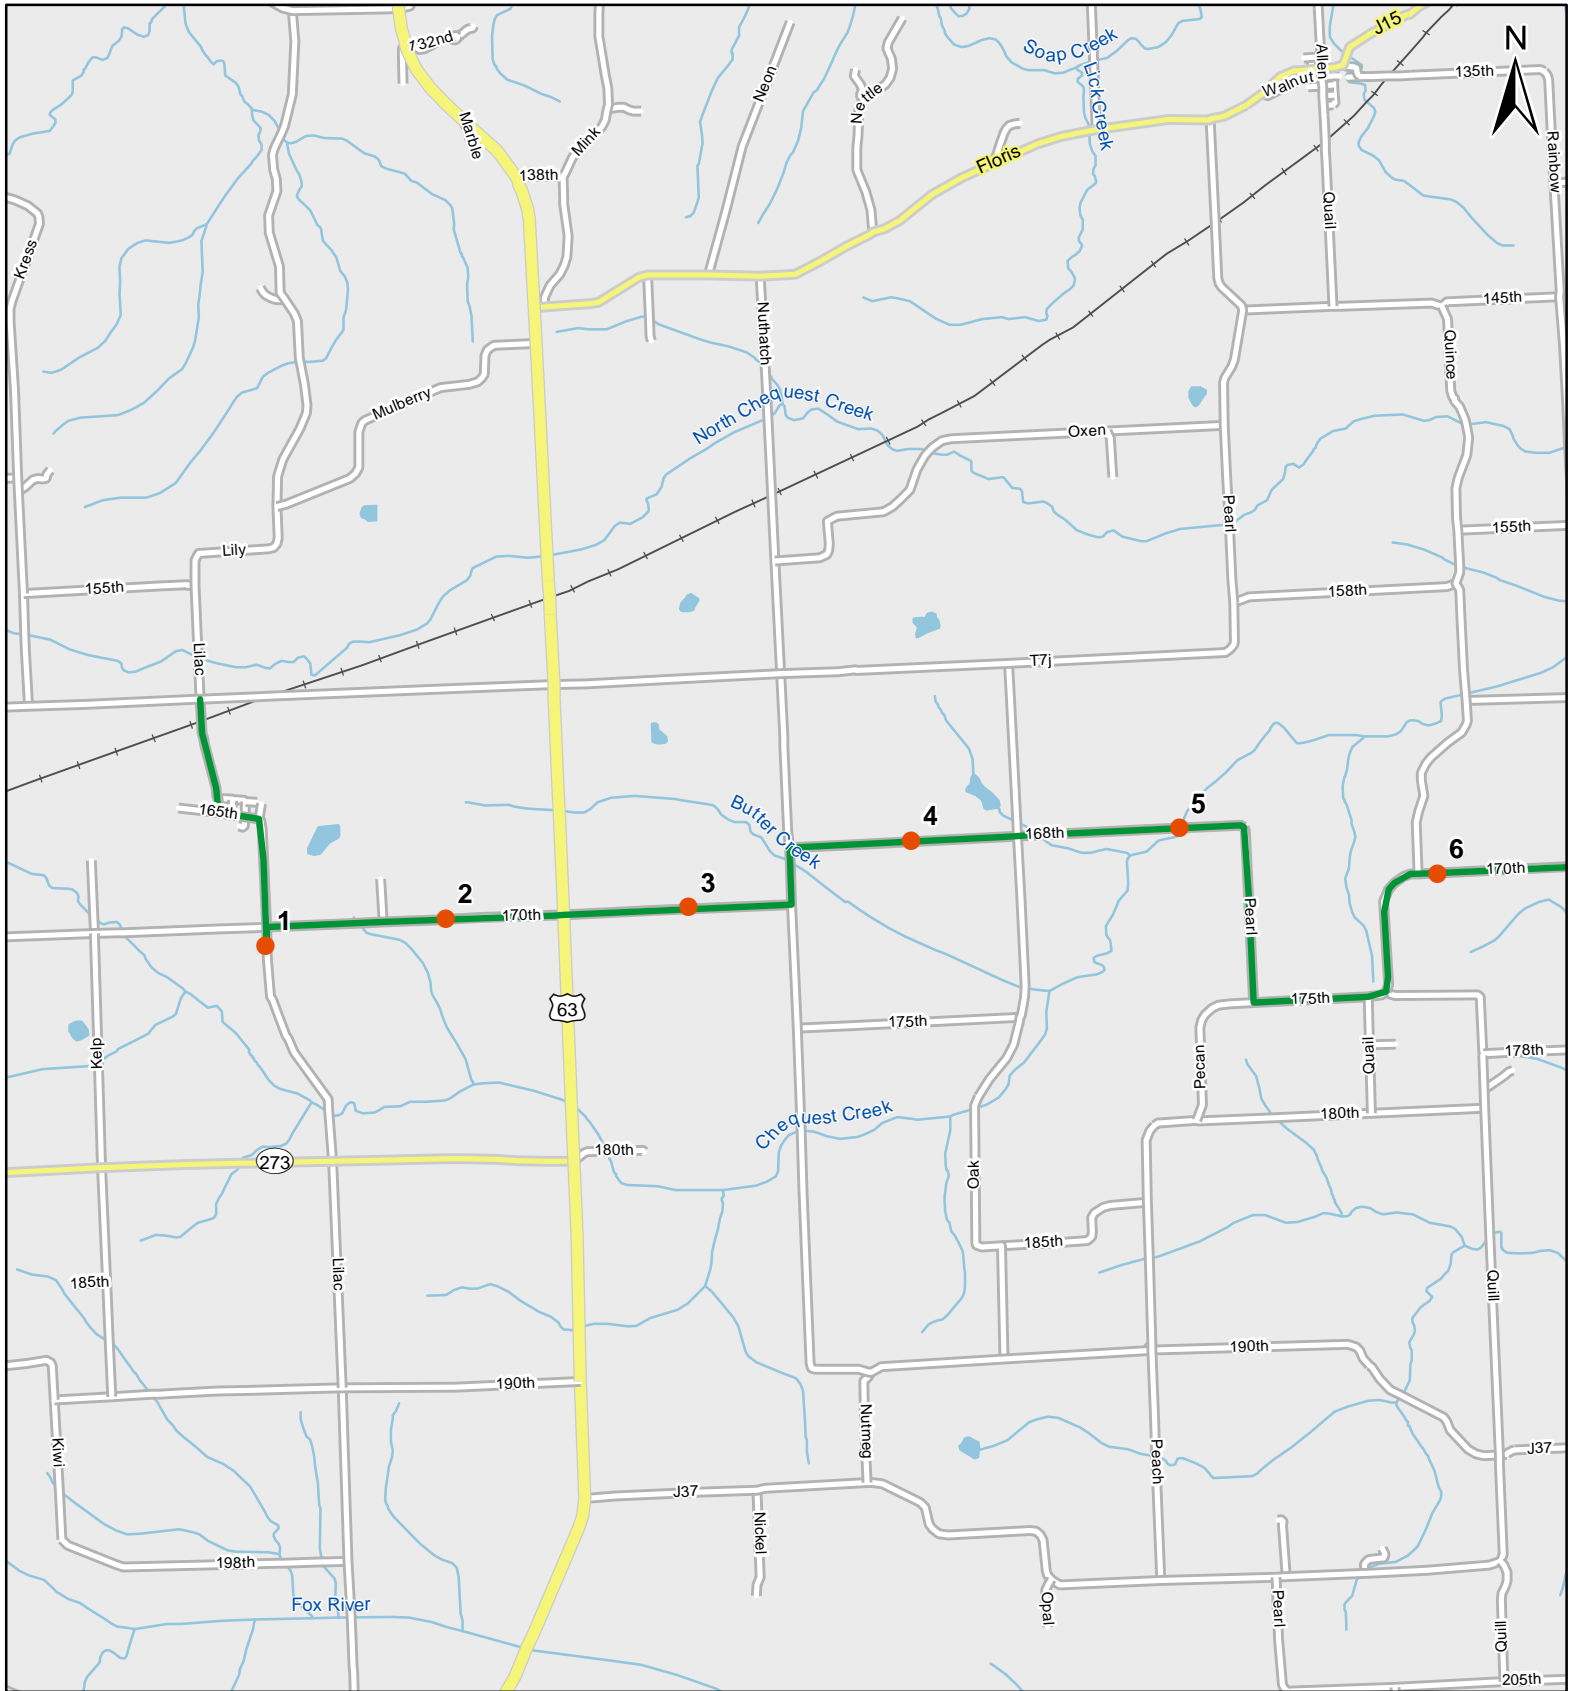 J15
N
132nd
Soap Creek
Allen
Neon
Walnut
135th
Nettle
Lick Creek
Marble
Mink
Floris
Rainbow
138th
Quail
Kress
145th
Nuthatch
Quince
North Chequest Creek
Mulberry
Oxen
Pearl
155th
Lily
155th
158th
Lilac
T7j
Butter Creek
165th
4
168th
5
6
170th
1
2
170th
3
Pearl
63
175th
175th
Kelp
Pecan
Quail
178th
Chequest Creek
180th
273
180th
Oak
185th
185th
Lilac
Quill
190th
190th
Kiwi
Nutmeg
Peach
J37
J37
Nickel
198th
Fox River
Opal
Pearl
Quill
205th